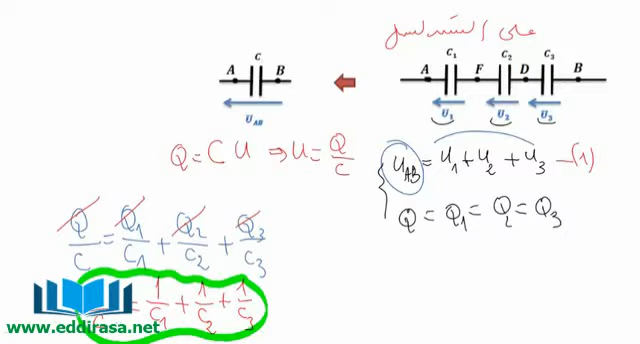 على التسلسل
C
A B
U_AB
C₁ C₂ C₃
A F D B
U₁ U₂ U₃
Q = C U ⇒ U = Q/C
U_AB = U₁ + U₂ + U₃ —(1)
Q = Q₁ = Q₂ = Q₃
Q/C = Q₁/C₁ + Q₂/C₂ + Q₃/C₃
= 1/C₁ + 1/C₂ + 1/C₃
www.eddirasa.net